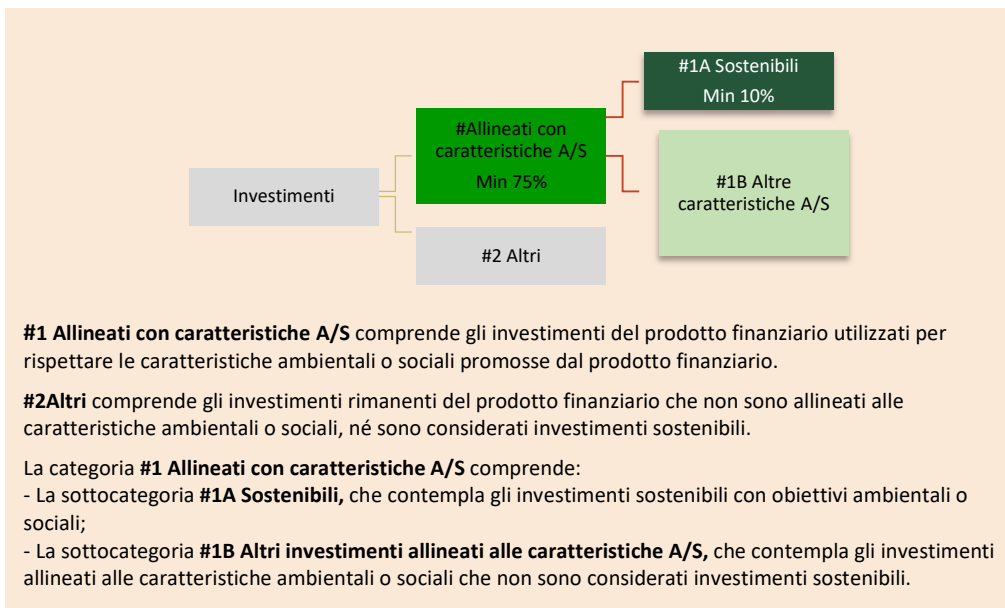 #1A Sostenibili
Min 10%
#Allineati con
caratteristiche A/S
Min 75%
Investimenti
#1B Altre
caratteristiche A/S
#2 Altri
#1 Allineati con caratteristiche A/S comprende gli investimenti del prodotto finanziario utilizzati per
rispettare le caratteristiche ambientali o sociali promosse dal prodotto finanziario.
#2Altri comprende gli investimenti rimanenti del prodotto finanziario che non sono allineati alle
caratteristiche ambientali o sociali, né sono considerati investimenti sostenibili.
La categoria #1 Allineati con caratteristiche A/S comprende:
- La sottocategoria #1A Sostenibili, che contempla gli investimenti sostenibili con obiettivi ambientali o
sociali;
- La sottocategoria #1B Altri investimenti allineati alle caratteristiche A/S, che contempla gli investimenti
allineati alle caratteristiche ambientali o sociali che non sono considerati investimenti sostenibili.